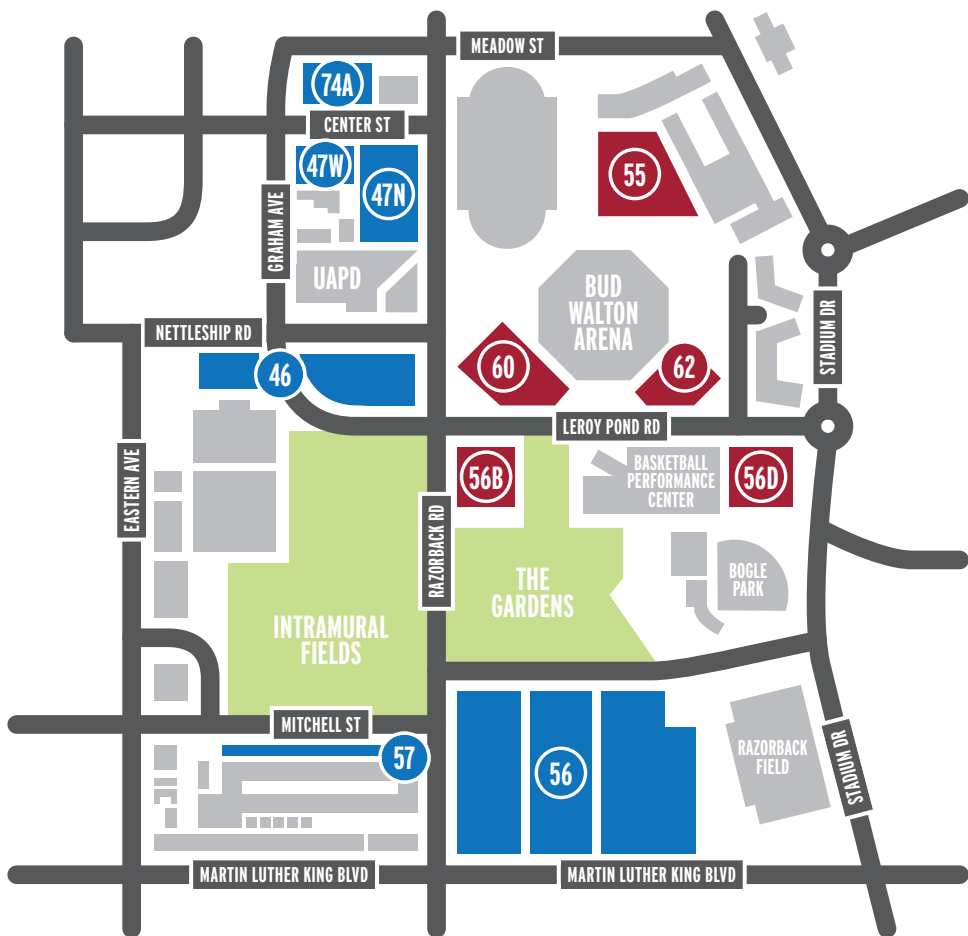 MEADOW ST
74A
CENTER ST
47W
47N
55
GRAHAM AVE
UAPD
BUD
WALTON
ARENA
STADIUM DR
NETTLESHIP RD
46
60
62
LEROY POND RD
EASTERN AVE
56B
BASKETBALL
PERFORMANCE
CENTER
56D
RAZORBACK RD
THE
GARDENS
BOGLE
PARK
INTRAMURAL
FIELDS
MITCHELL ST
57
56
RAZORBACK
FIELD
STADIUM DR
MARTIN LUTHER KING BLVD
MARTIN LUTHER KING BLVD